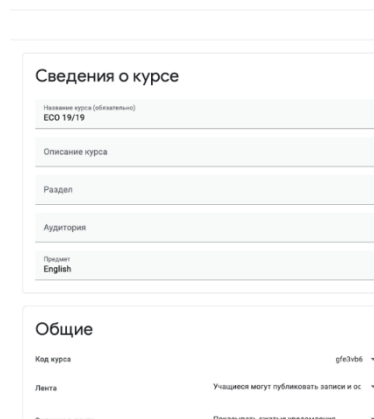 Сведения о курсе
Название курса (обязательно)
ECO 19/19
Описание курса
Раздел
Аудитория
Предмет
English
Общие
Код курса gfe3vb6
Лента Учащиеся могут публиковать записи и ос